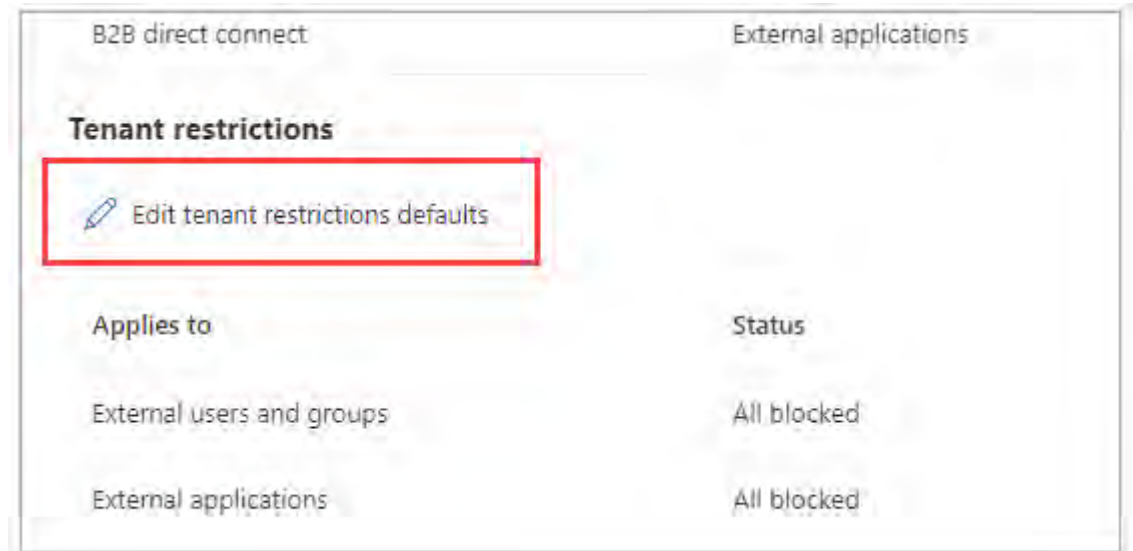 B2B direct connect External applications
Tenant restrictions
Edit tenant restrictions defaults
Applies to Status
External users and groups All blocked
External applications All blocked